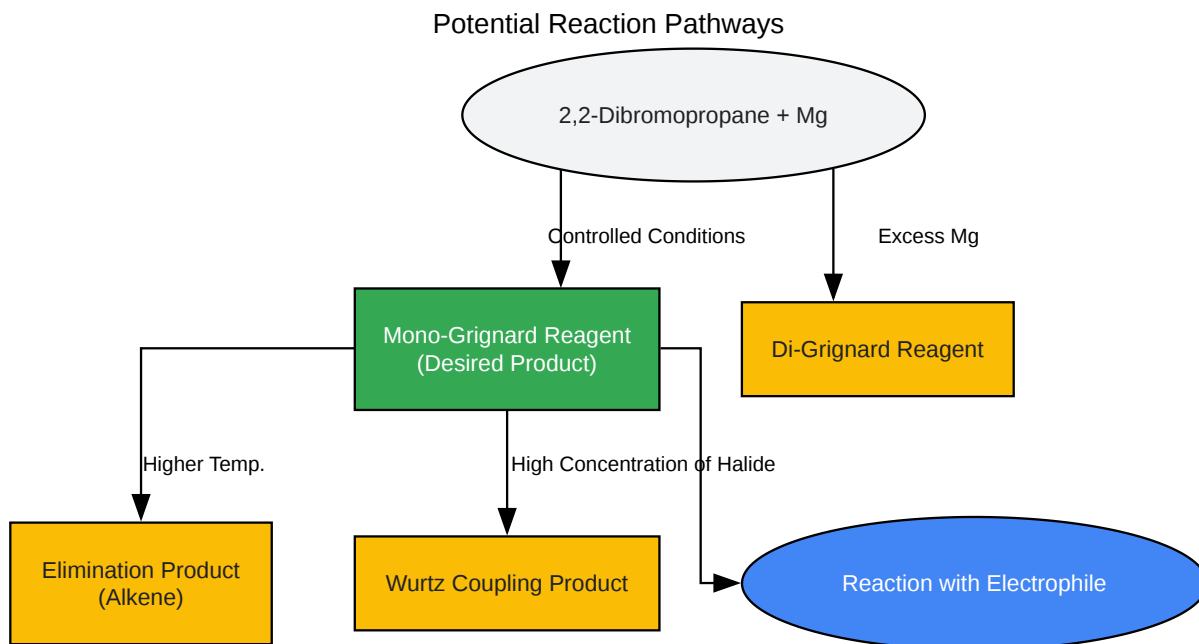 Potential Reaction Pathways
2,2-Dibromopropane + Mg
Controlled Conditions
Excess Mg
Mono-Grignard Reagent
(Desired Product)
Di-Grignard Reagent
Higher Temp.
High Concentration of Halide
Elimination Product
(Alkene)
Wurtz Coupling Product
Reaction with Electrophile